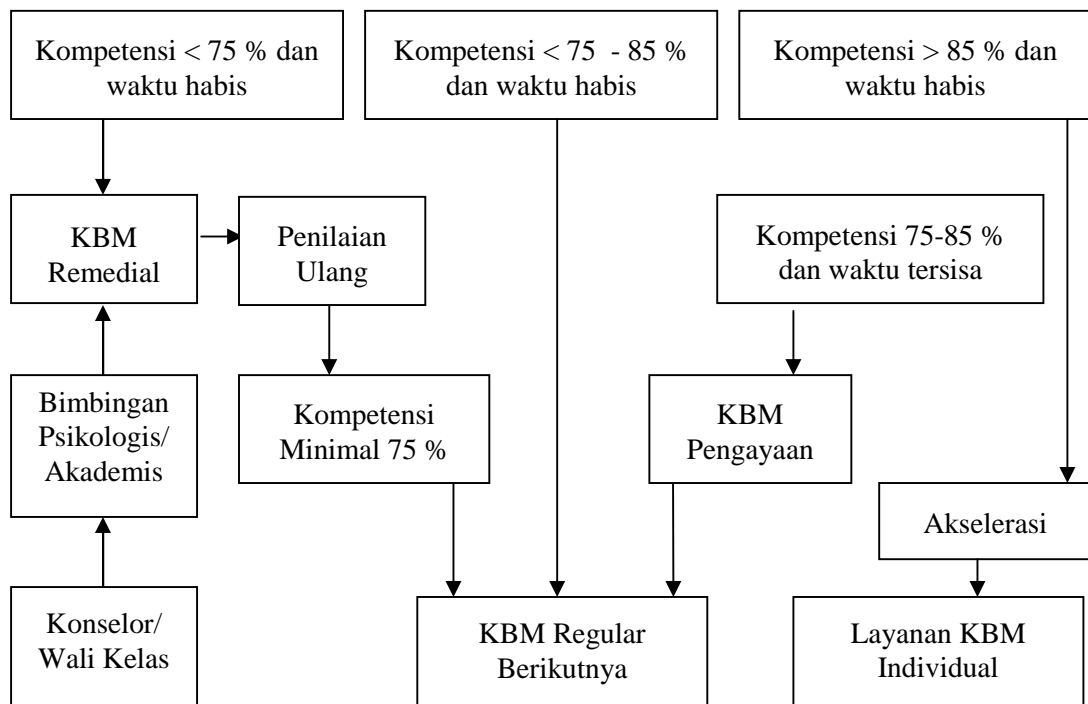 Kompetensi < 75 % dan
waktu habis
Kompetensi < 75 - 85 %
dan waktu habis
Kompetensi > 85 % dan
waktu habis
KBM
Remedial
Penilaian
Ulang
Kompetensi 75-85 %
dan waktu tersisa
Bimbingan
Psikologis/
Akademis
Kompetensi
Minimal 75 %
KBM
Pengayaan
Akselerasi
Konselor/
Wali Kelas
KBM Regular
Berikutnya
Layanan KBM
Individual